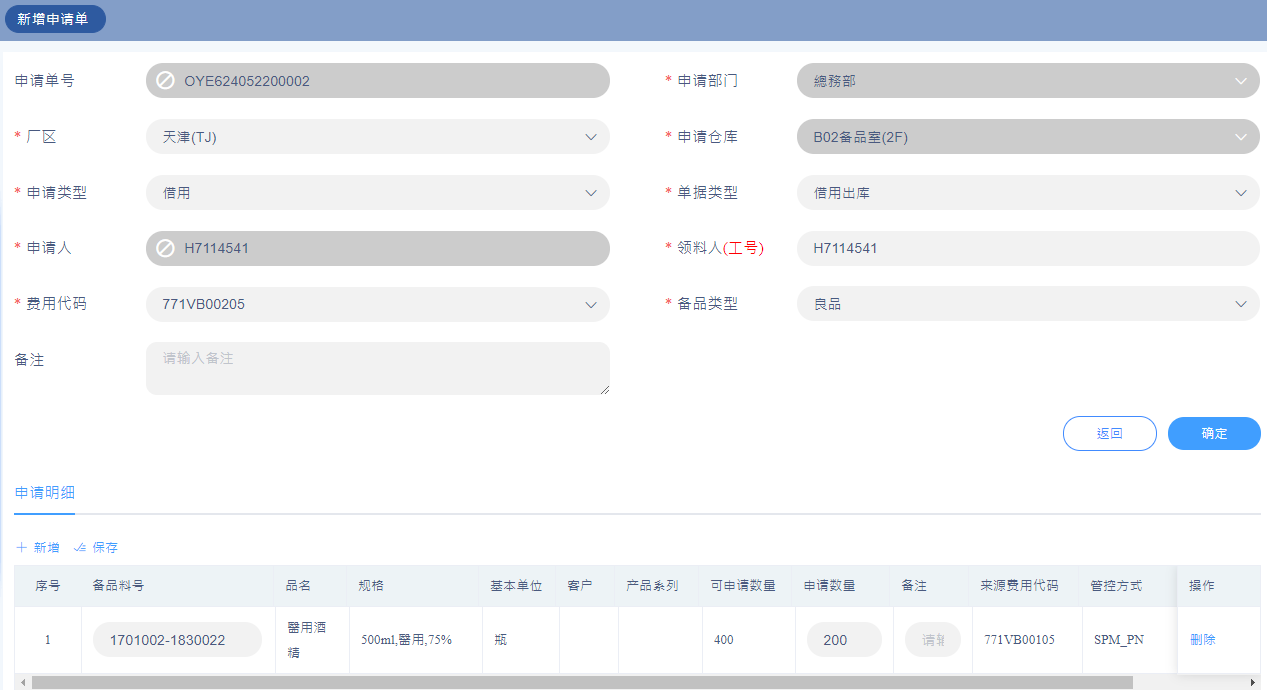 新增申请单
申请单号 OYE624052200002 * 申请部门 總務部
* 厂区 天津(TJ) * 申请仓库 B02备品室(2F)
* 申请类型 借用 * 单据类型 借用出库
* 申请人 H7114541 * 领料人(工号) H7114541
* 费用代码 771VB00205 * 备品类型 良品
备注 请输入备注
返回 确定
申请明细
新增 保存
序号 备品料号 品名 规格 基本单位 客户 产品系列 可申请数量 申请数量 备注 来源费用代码 管控方式 操作
1 1701002-1830022 醫用酒精 500ml,醫用,75% 瓶 400 200 请 771VB00105 SPM_PN 删除